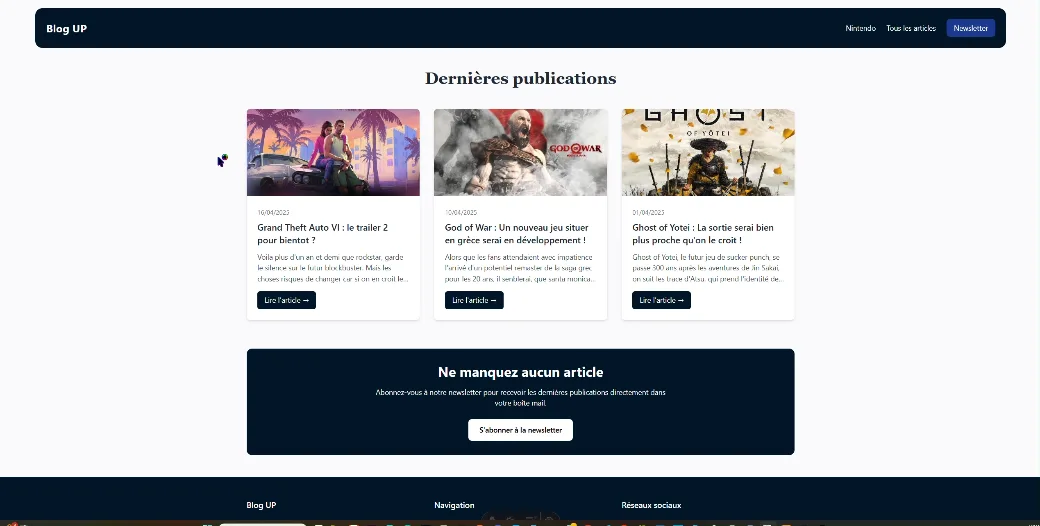 Blog UP
Nintendo
Tous les articles
Newsletter
Dernières publications
GOD OF WAR
GHOST
OF YŌTEI
16/04/2025
Grand Theft Auto VI : le trailer 2
pour bientot ?
Voila plus d'un an et demi que rockstar, garde
le silence sur le futur blockbuster. Mais les
choses risques de changer car si on en croit le...
Lire l'article →
10/04/2025
God of War : Un nouveau jeu situer
en grèce serai en développement !
Alors que les fans attendaient avec impatience
l'arrivé d'un potentiel remaster de la saga grec
pour les 20 ans, il semblerai, que santa monica...
Lire l'article →
01/04/2025
Ghost of Yotei : La sortie serai bien
plus proche qu'on le croit !
Ghost of Yotei, le futur jeu de sucker punch, se
passe 300 ans après les aventures de Jin Sakai,
on suit les trace d'Atsu, qui prend l'identité de...
Lire l'article →
Ne manquez aucun article
Abonnez-vous à notre newsletter pour recevoir les dernières publications directement dans
votre boîte mail.
S'abonner à la newsletter
Blog UP
Navigation
Réseaux sociaux